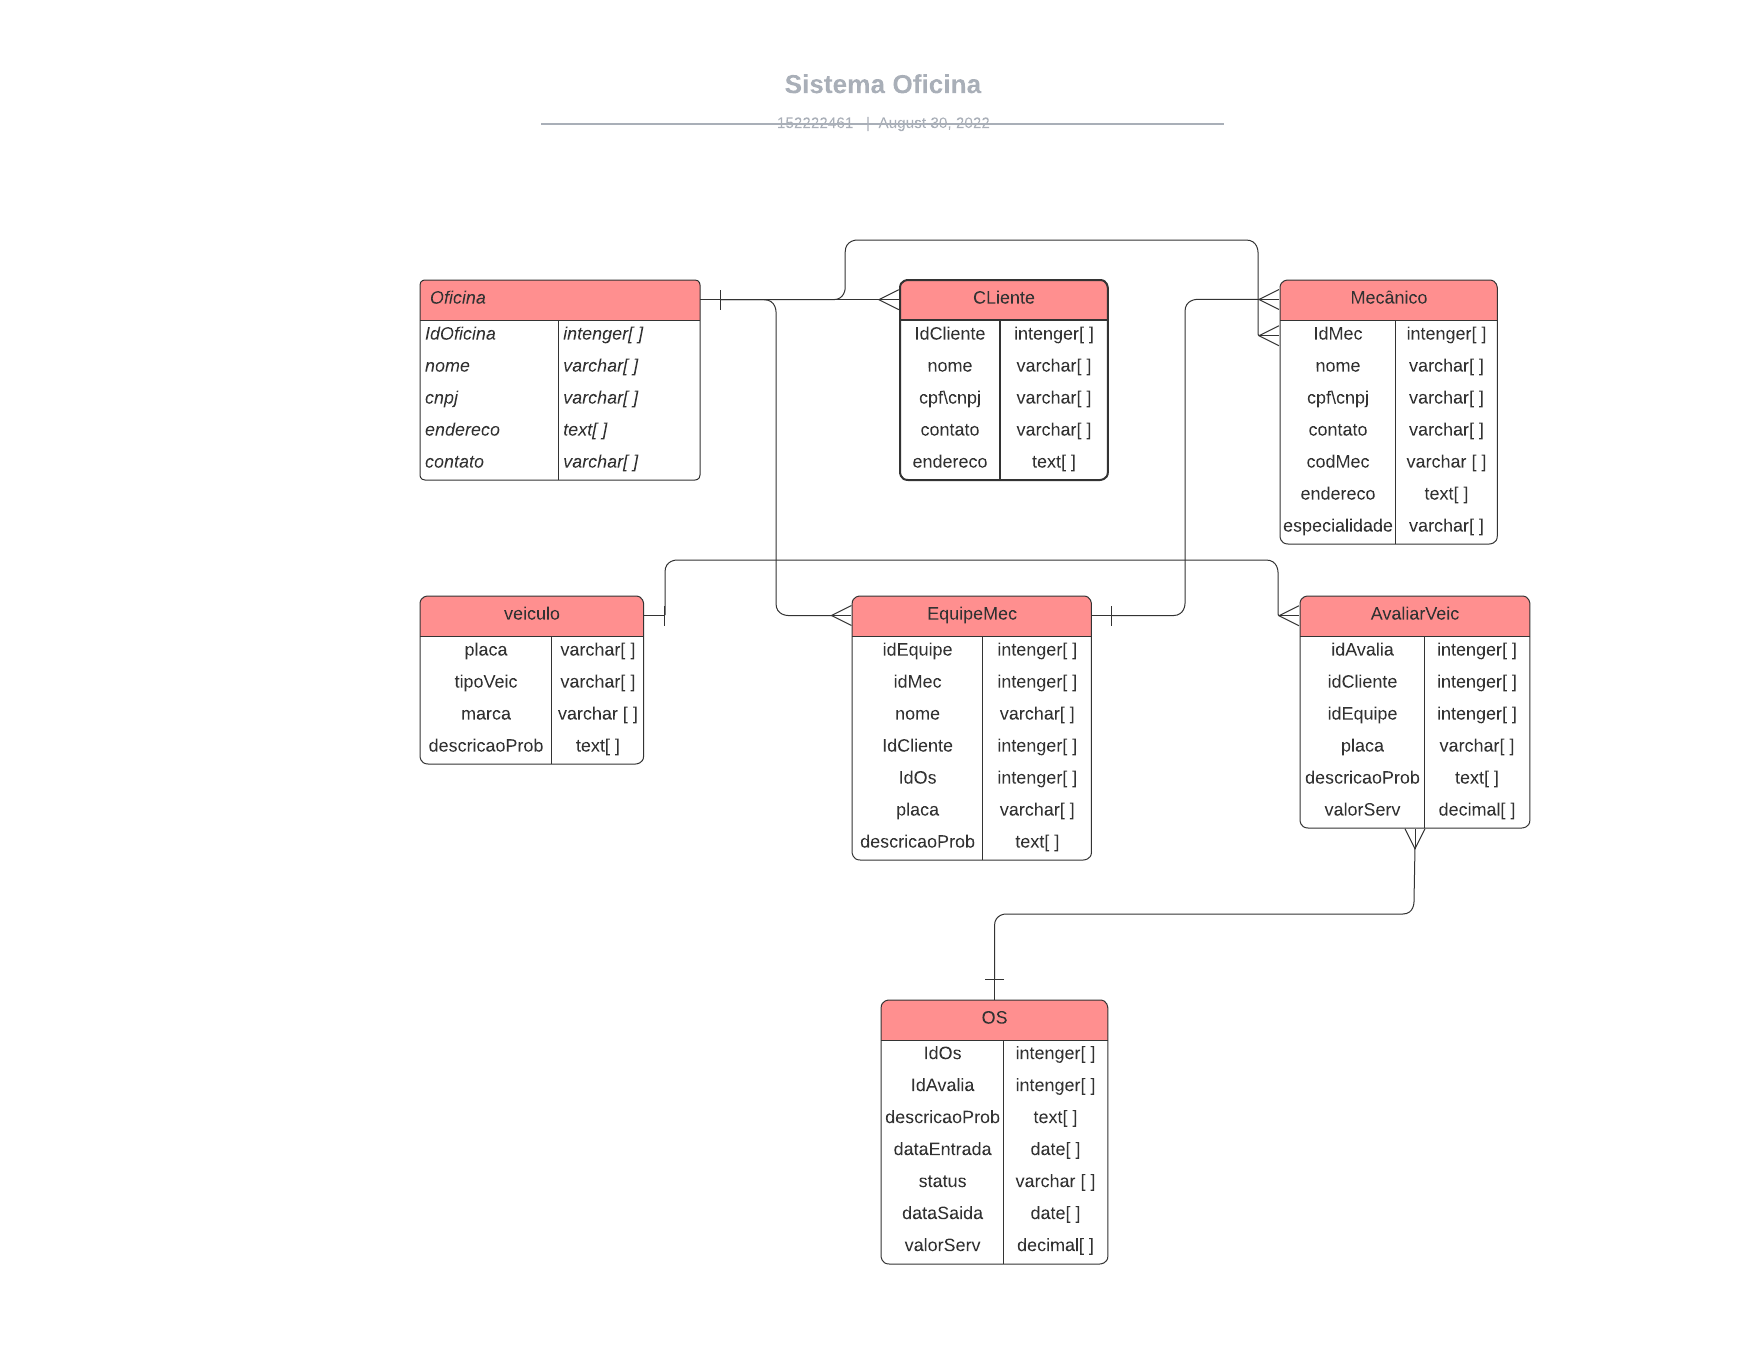 Sistema Oficina
152222461 | August 30, 2022
Oficina
IdOficina intenger[ ]
nome varchar[ ]
cnpj varchar[ ]
endereco text[ ]
contato varchar[ ]
CLiente
IdCliente intenger[ ]
nome varchar[ ]
cpf\cnpj varchar[ ]
contato varchar[ ]
endereco text[ ]
Mecânico
IdMec intenger[ ]
nome varchar[ ]
cpf\cnpj varchar[ ]
contato varchar[ ]
codMec varchar [ ]
endereco text[ ]
especialidade varchar[ ]
veiculo
placa varchar[ ]
tipoVeic varchar[ ]
marca varchar [ ]
descricaoProb text[ ]
EquipeMec
idEquipe intenger[ ]
idMec intenger[ ]
nome varchar[ ]
IdCliente intenger[ ]
IdOs intenger[ ]
placa varchar[ ]
descricaoProb text[ ]
AvaliarVeic
idAvalia intenger[ ]
idCliente intenger[ ]
idEquipe intenger[ ]
placa varchar[ ]
descricaoProb text[ ]
valorServ decimal[ ]
OS
IdOs intenger[ ]
IdAvalia intenger[ ]
descricaoProb text[ ]
dataEntrada date[ ]
status varchar [ ]
dataSaida date[ ]
valorServ decimal[ ]